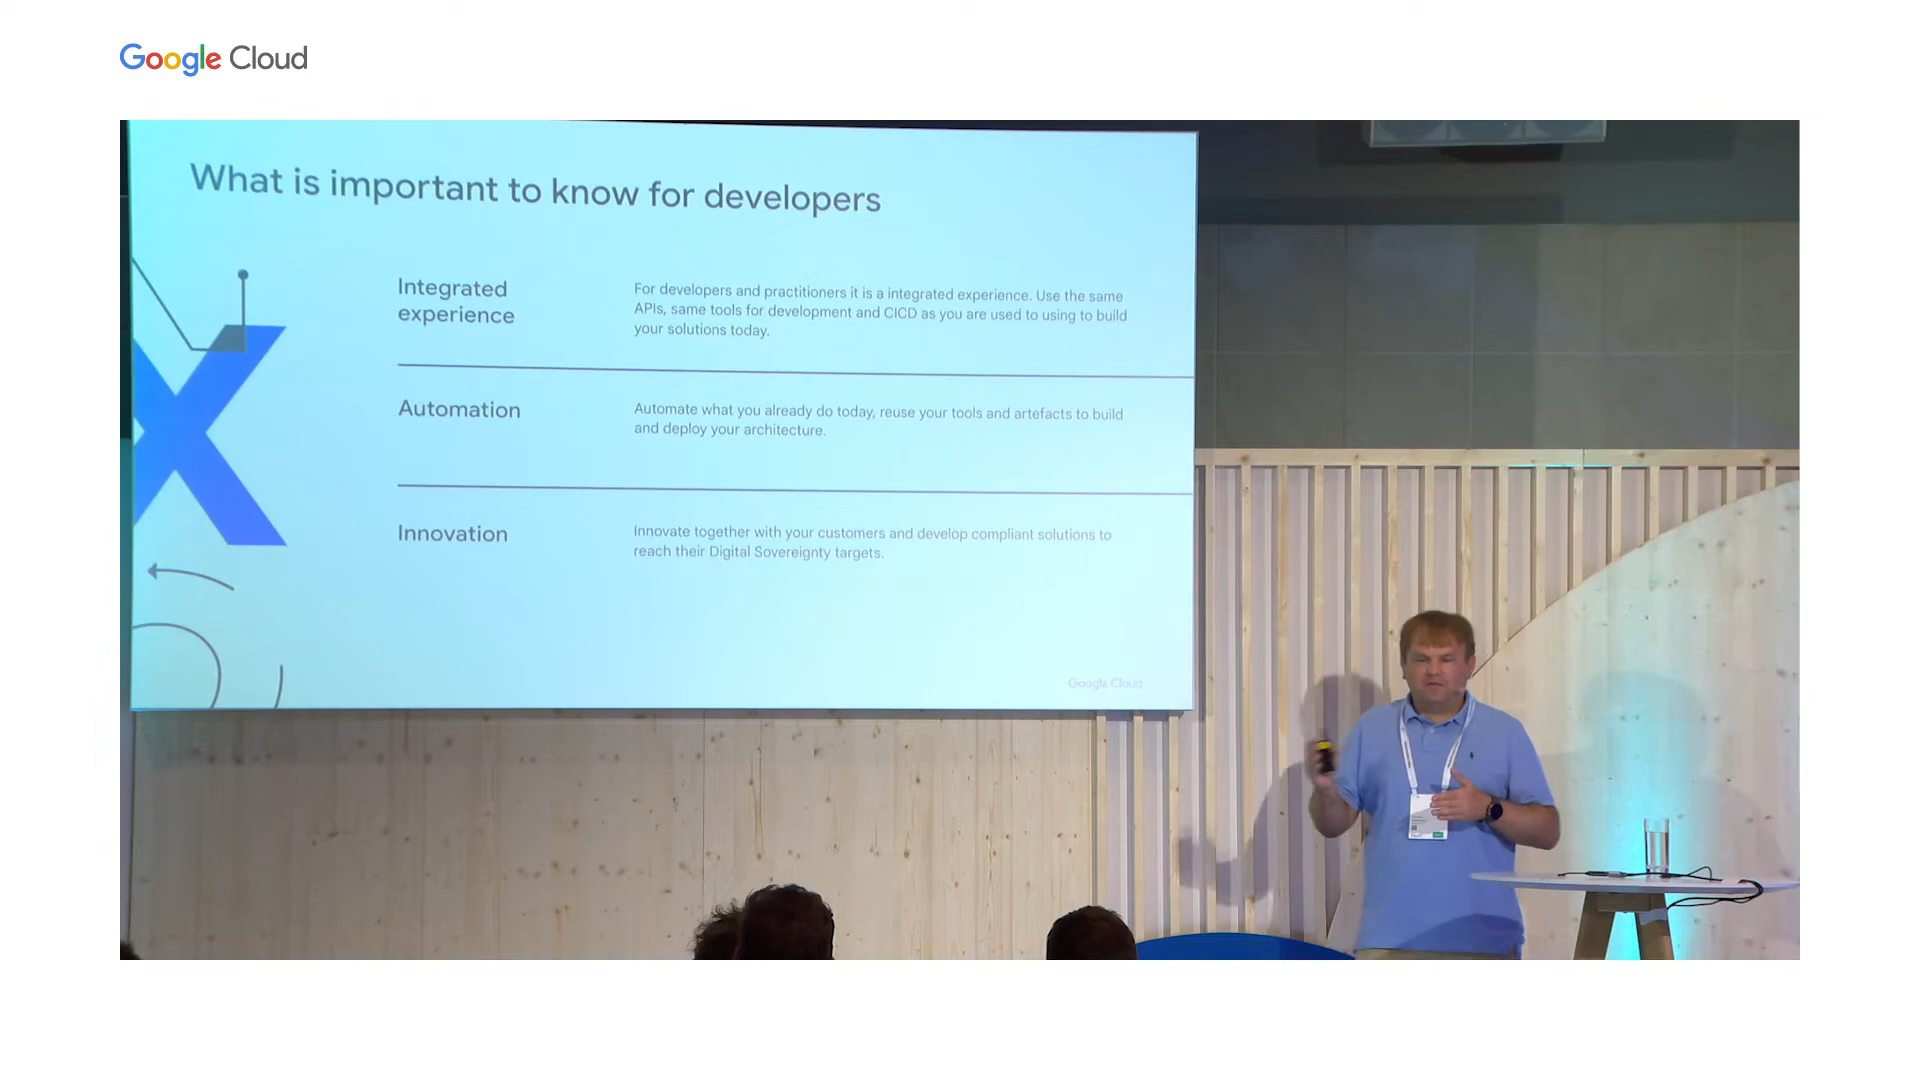 Google Cloud
What is important to know for developers
Integrated
experience
For developers and practitioners it is a integrated experience. Use the same
APIs, same tools for development and CICD as you are used to using to build
your solutions today.
Automation
Automate what you already do today, reuse your tools and artefacts to build
and deploy your architecture.
Innovation
Innovate together with your customers and develop compliant solutions to
reach their Digital Sovereignty targets.
Google Cloud